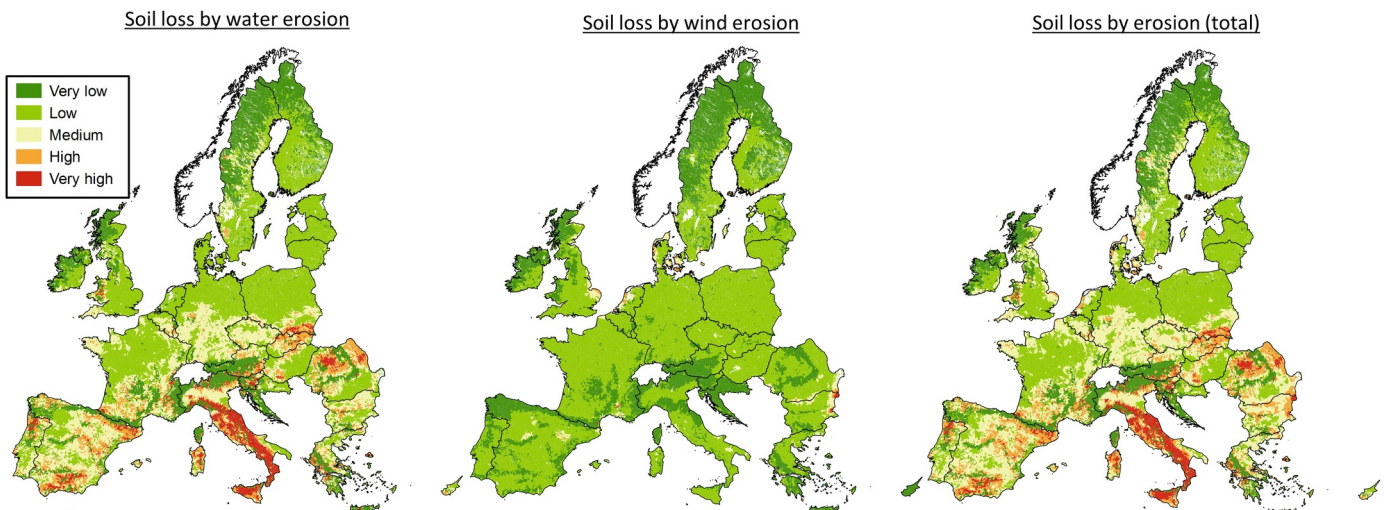 Soil loss by water erosion
Soil loss by wind erosion
Soil loss by erosion (total)
Very low
Low
Medium
High
Very high